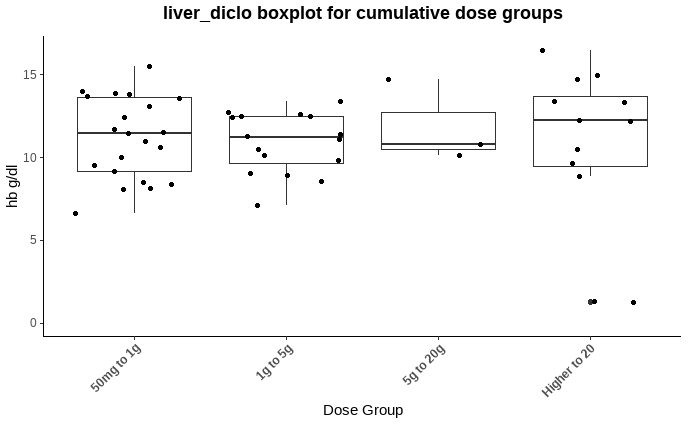 liver_diclo boxplot for cumulative dose groups
hb g/dl
15
10
5
0
50mg to 1g
1g to 5g
5g to 20g
Higher to 20
Dose Group